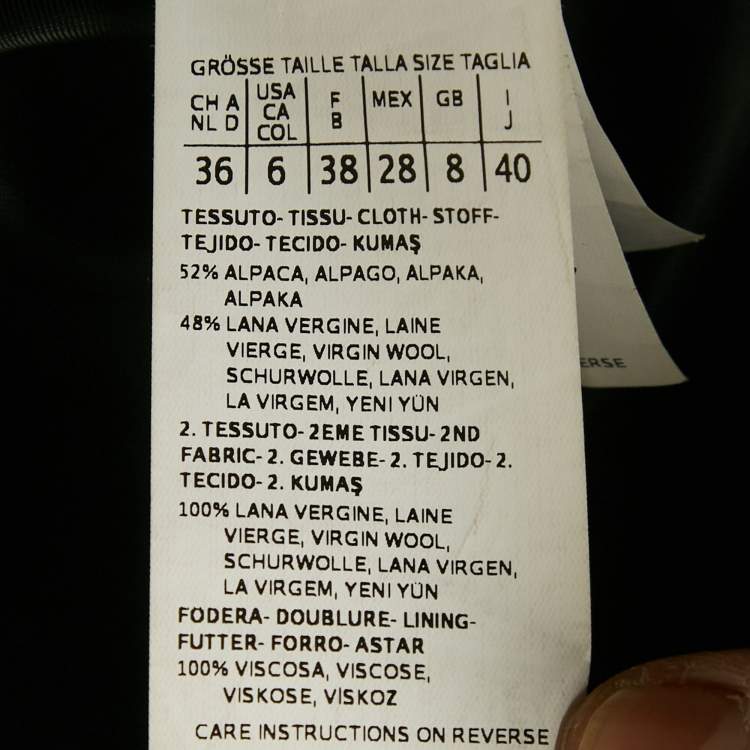 GRÖSSE TAILLE TALLA SIZE TAGLIA
CH A NL D | USA CA COL | F B | MEX | GB | I J
36 | 6 | 38 | 28 | 8 | 40
TESSUTO- TISSU- CLOTH- STOFF-
TEJIDO- TECIDO- KUMAŞ
52% ALPACA, ALPAGO, ALPAKA,
ALPAKA
48% LANA VERGINE, LAINE
VIERGE, VIRGIN WOOL,
SCHURWOLLE, LANA VIRGEN,
LA VIRGEM, YENI YÜN
2. TESSUTO- 2EME TISSU- 2ND
FABRIC- 2. GEWEBE- 2. TEJIDO- 2.
TECIDO- 2. KUMAŞ
100% LANA VERGINE, LAINE
VIERGE, VIRGIN WOOL,
SCHURWOLLE, LANA VIRGEN,
LA VIRGEM, YENI YÜN
FODERA- DOUBLURE- LINING-
FUTTER- FORRO- ASTAR
100% VISCOSA, VISCOSE,
VISKOSE, VISKOZ
CARE INSTRUCTIONS ON REVERSE
ERSE